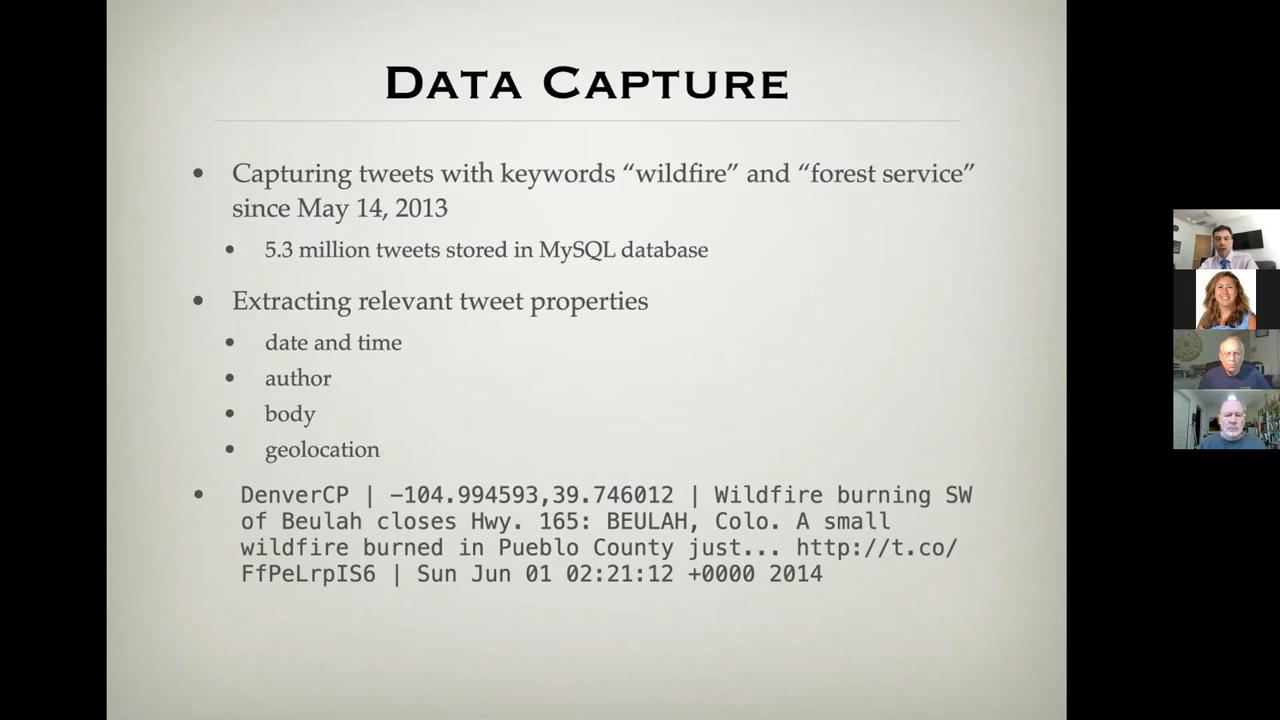 DATA CAPTURE
• Capturing tweets with keywords “wildfire” and “forest service”
since May 14, 2013
• 5.3 million tweets stored in MySQL database
• Extracting relevant tweet properties
• date and time
• author
• body
• geolocation
• DenverCP | -104.994593,39.746012 | Wildfire burning SW
of Beulah closes Hwy. 165: BEULAH, Colo. A small
wildfire burned in Pueblo County just... http://t.co/
FfPeLrpIS6 | Sun Jun 01 02:21:12 +0000 2014